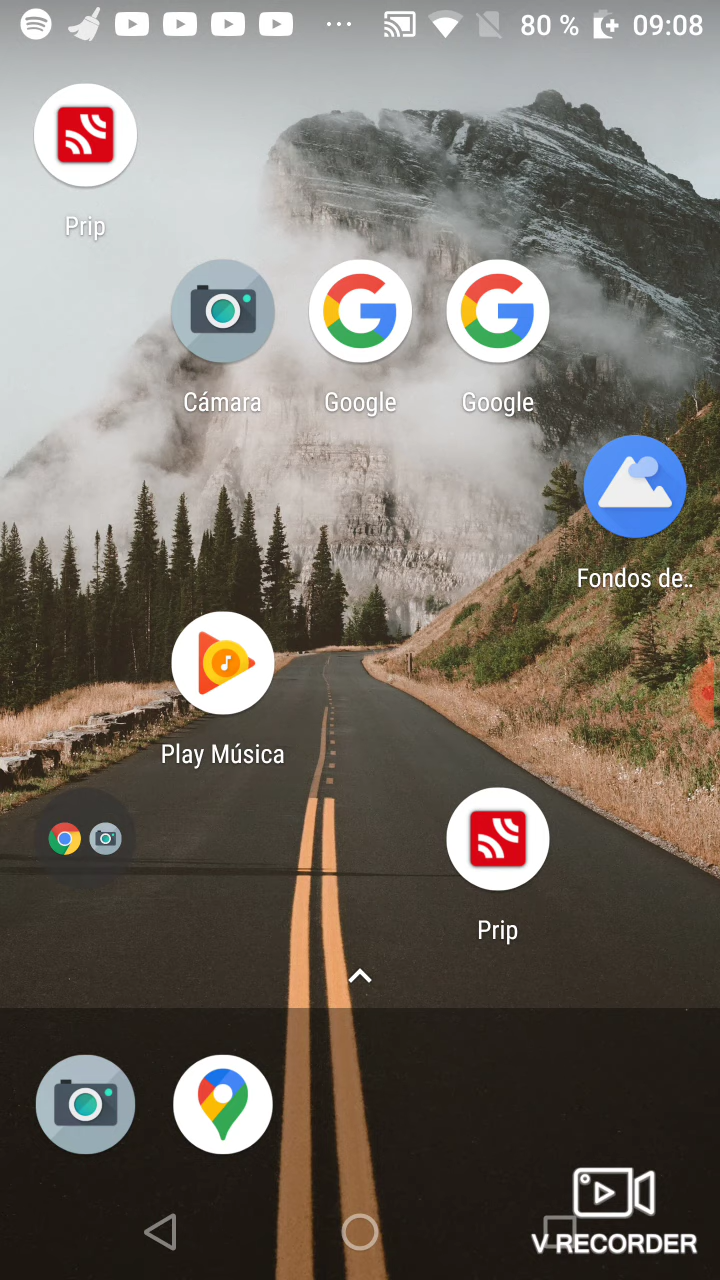 80 % 09:08
Prip
Cámara Google Google
Fondos de..
Play Música
Prip
V RECORDER